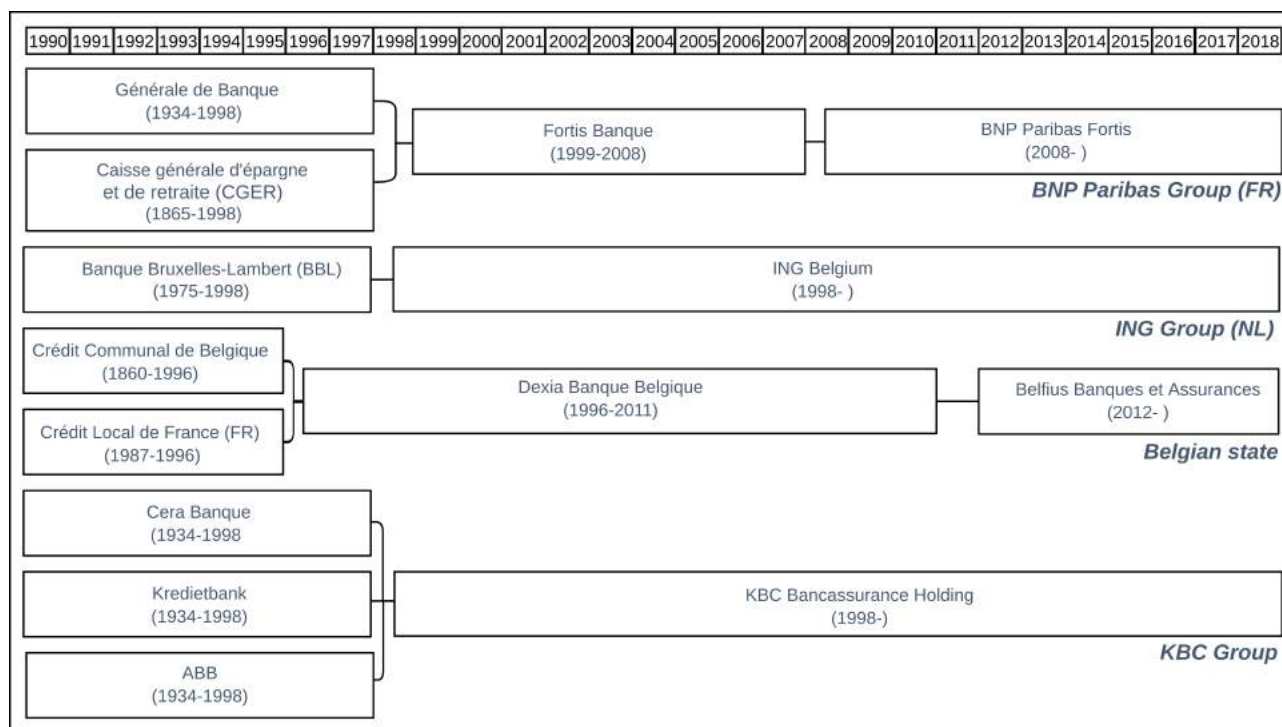 1990 1991 1992 1993 1994 1995 1996 1997 1998 1999 2000 2001 2002 2003 2004 2005 2006 2007 2008 2009 2010 2011 2012 2013 2014 2015 2016 2017 2018
Générale de Banque
(1934-1998)
Caisse générale d'épargne
et de retraite (CGER)
(1865-1998)
Fortis Banque
(1999-2008)
BNP Paribas Fortis
(2008- )
BNP Paribas Group (FR)
Banque Bruxelles-Lambert (BBL)
(1975-1998)
ING Belgium
(1998- )
ING Group (NL)
Crédit Communal de Belgique
(1860-1996)
Crédit Local de France (FR)
(1987-1996)
Dexia Banque Belgique
(1996-2011)
Belfius Banques et Assurances
(2012- )
Belgian state
Cera Banque
(1934-1998
Kredietbank
(1934-1998)
ABB
(1934-1998)
KBC Bancassurance Holding
(1998-)
KBC Group